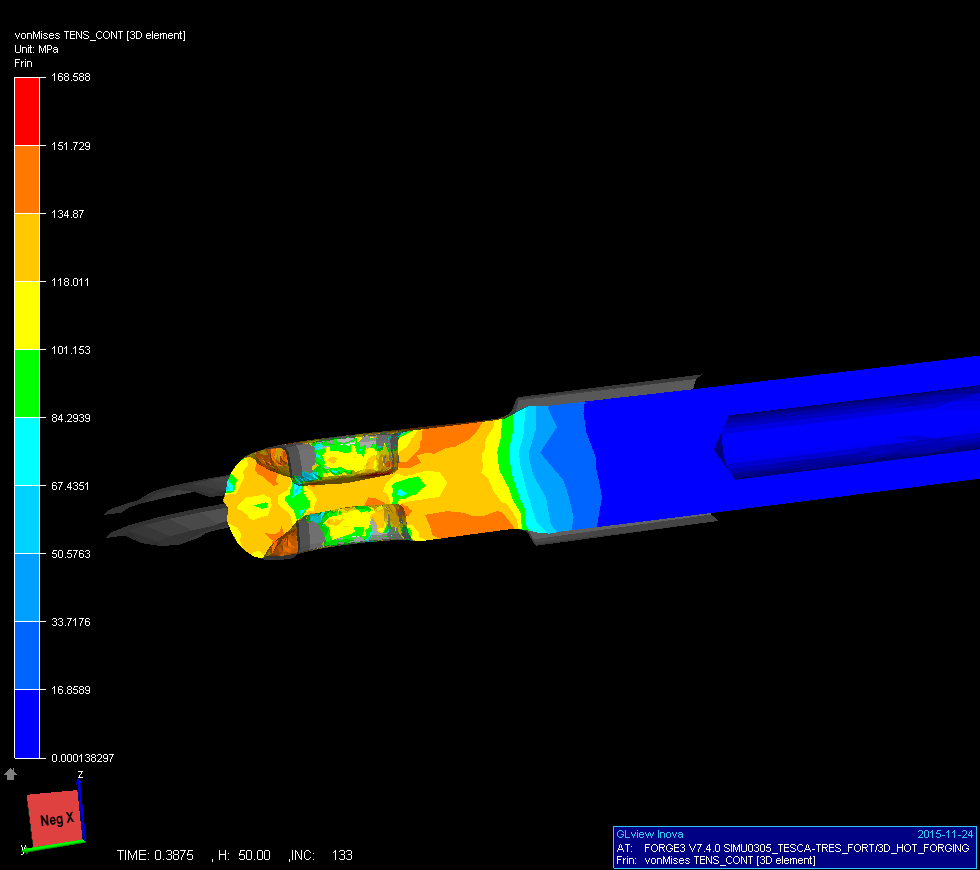 vonMises TENS_CONT [3D element]
Unit: MPa
Frin
168.588
151.729
134.87
118.011
101.153
84.2939
67.4351
50.5763
33.7176
16.8589
0.000138297
z
Neg X
y
TIME: 0.3875 , H: 50.00 ,INC: 133
GLview Inova 2015-11-24
AT: FORGE3 V7.4.0 SIMU0305_TESCA-TRES_FORT/3D_HOT_FORGING
Frin: vonMises TENS_CONT [3D element]